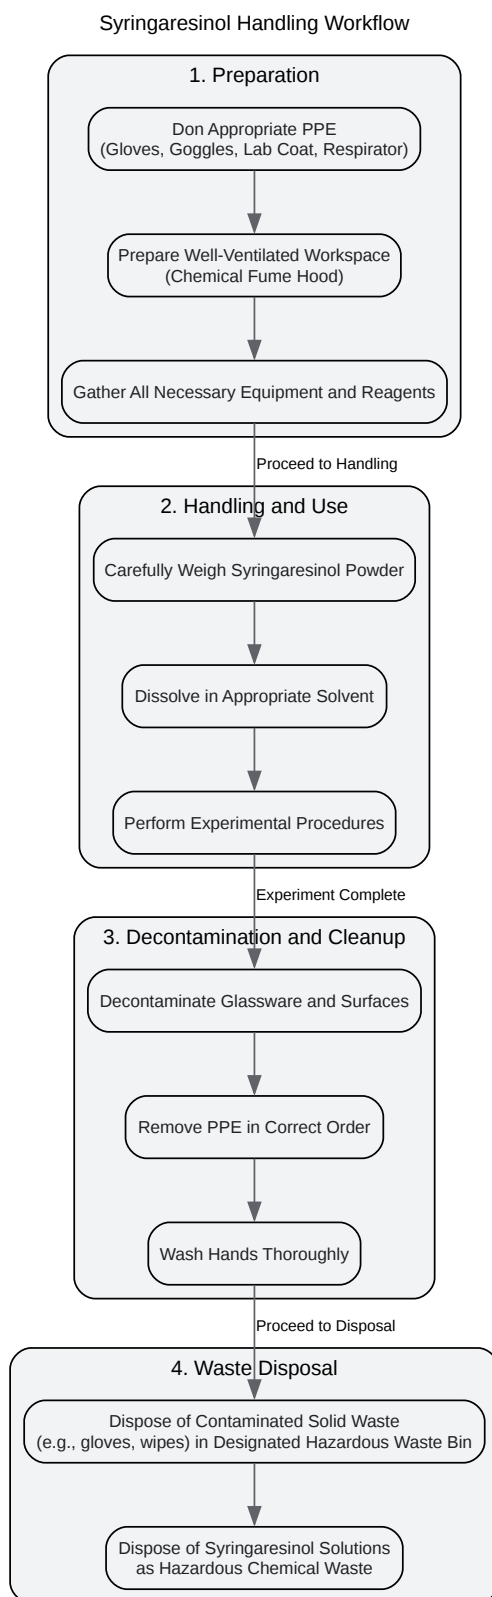 Syringaresinol Handling Workflow
1. Preparation
Don Appropriate PPE
(Gloves, Goggles, Lab Coat, Respirator)
Prepare Well-Ventilated Workspace
(Chemical Fume Hood)
Gather All Necessary Equipment and Reagents
Proceed to Handling
2. Handling and Use
Carefully Weigh Syringaresinol Powder
Dissolve in Appropriate Solvent
Perform Experimental Procedures
Experiment Complete
3. Decontamination and Cleanup
Decontaminate Glassware and Surfaces
Remove PPE in Correct Order
Wash Hands Thoroughly
Proceed to Disposal
4. Waste Disposal
Dispose of Contaminated Solid Waste
(e.g., gloves, wipes) in Designated Hazardous Waste Bin
Dispose of Syringaresinol Solutions
as Hazardous Chemical Waste